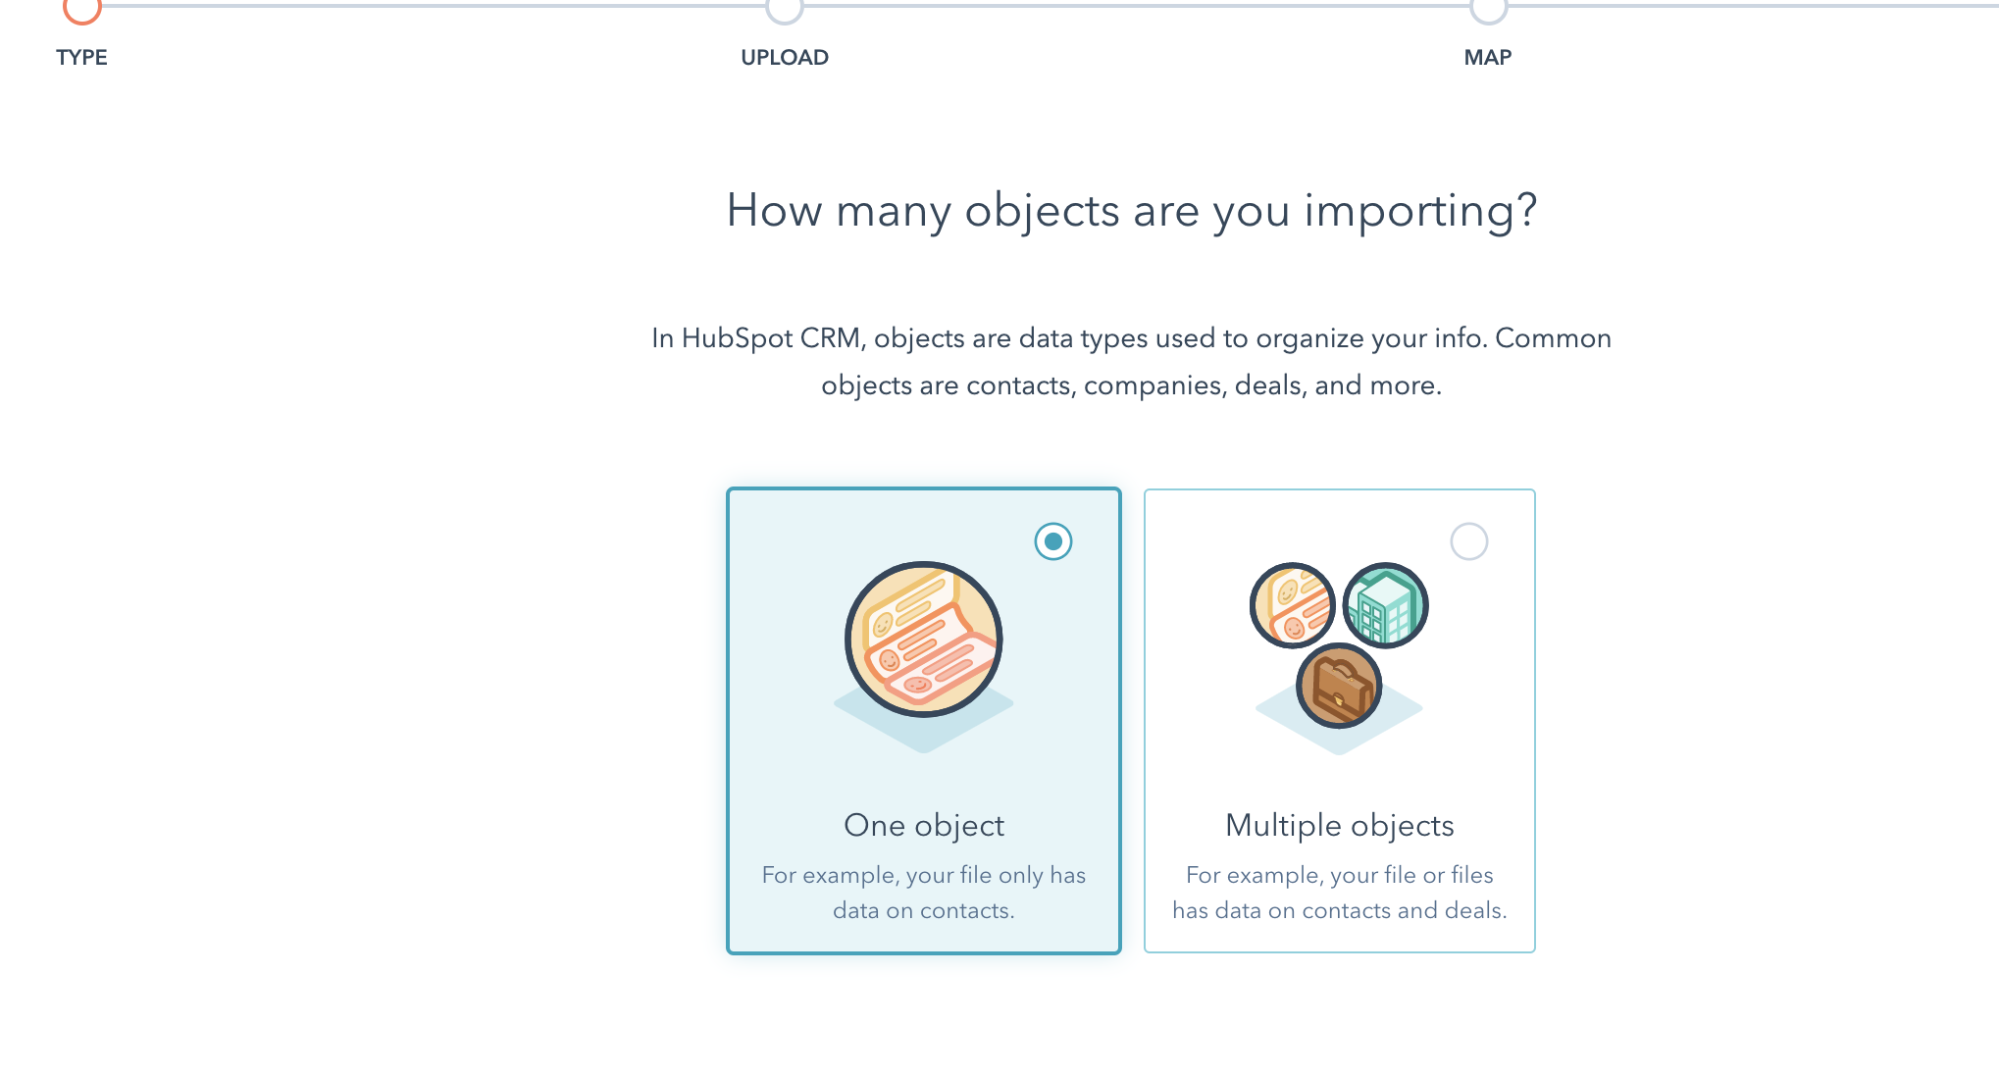 TYPE
UPLOAD
MAP
How many objects are you importing?
In HubSpot CRM, objects are data types used to organize your info. Common
objects are contacts, companies, deals, and more.
One object
For example, your file only has
data on contacts.
Multiple objects
For example, your file or files
has data on contacts and deals.